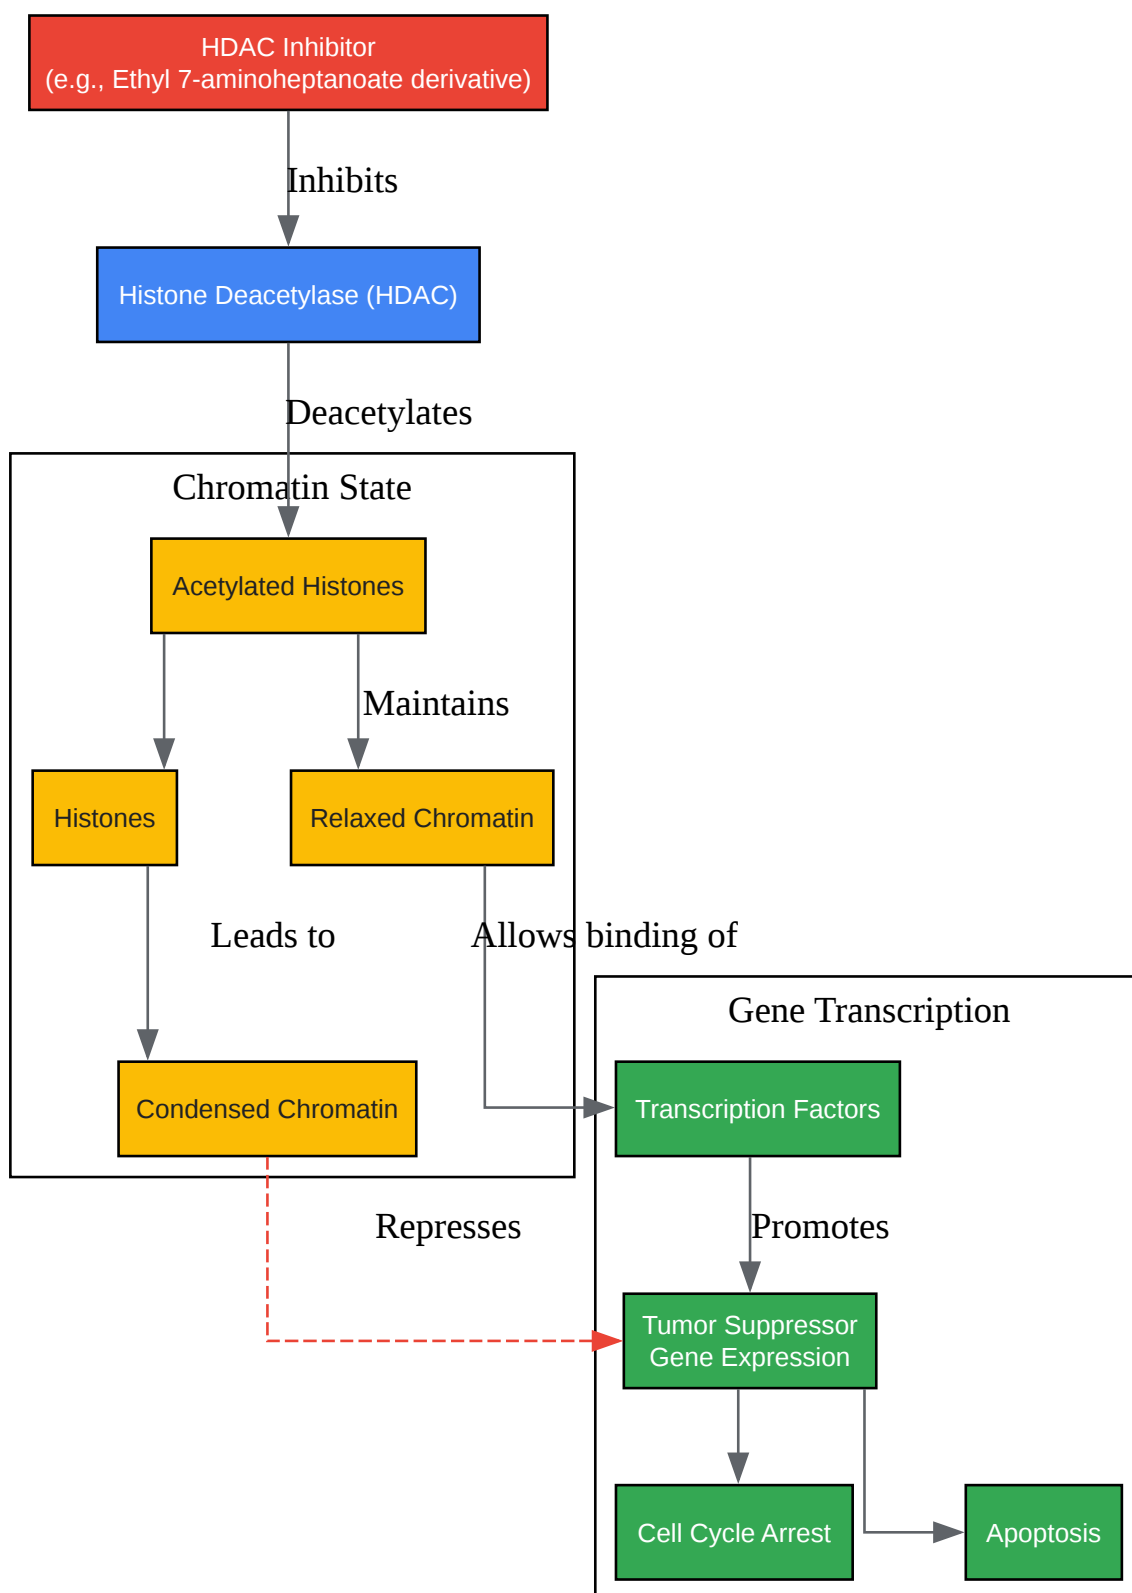 HDAC Inhibitor
(e.g., Ethyl 7-aminoheptanoate derivative)
Inhibits
Histone Deacetylase (HDAC)
Deacetylates
Chromatin State
Acetylated Histones
Maintains
Histones
Relaxed Chromatin
Leads to
Allows binding of
Gene Transcription
Condensed Chromatin
Transcription Factors
Represses
Promotes
Tumor Suppressor
Gene Expression
Cell Cycle Arrest
Apoptosis